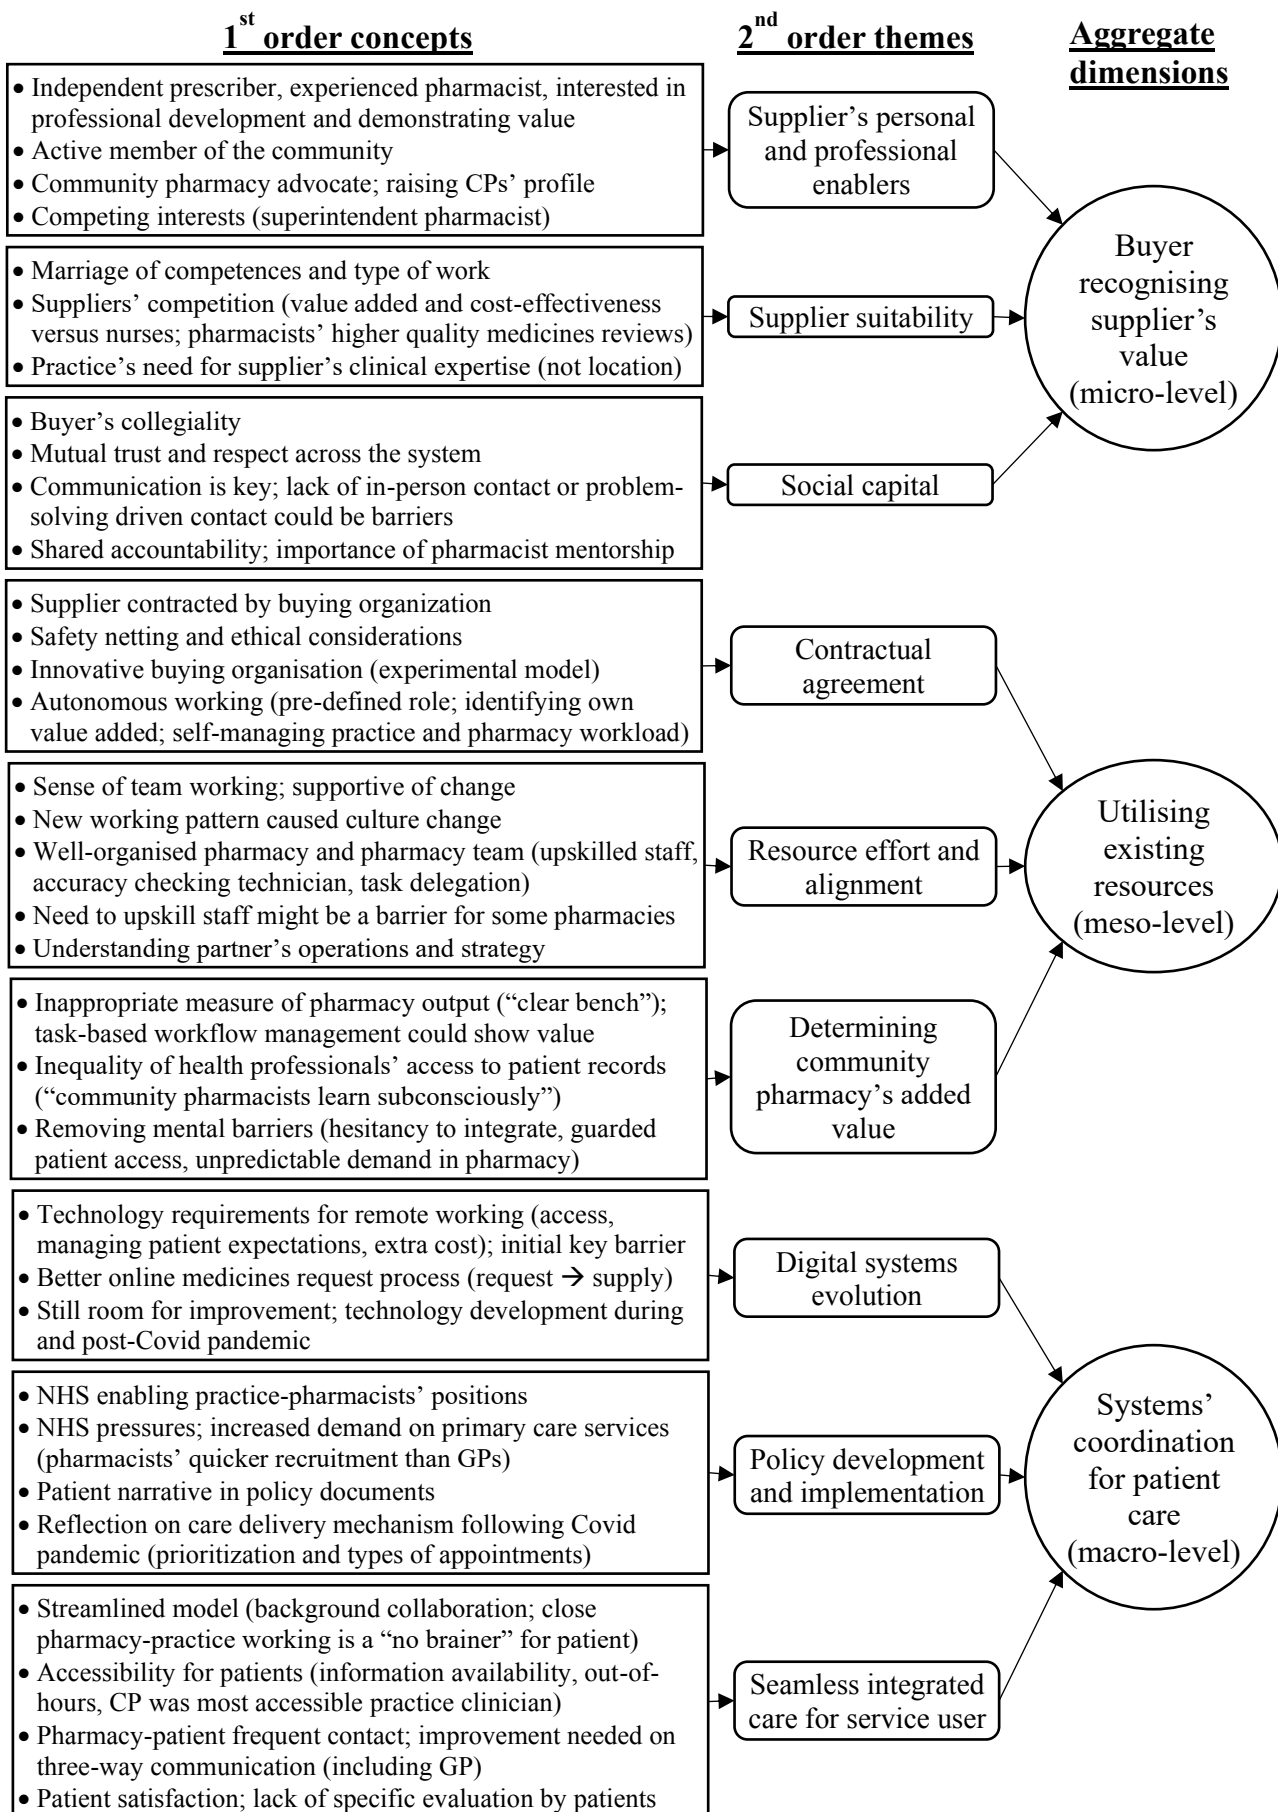 1st order concepts
2nd order themes
Aggregate
dimensions
• Independent prescriber, experienced pharmacist, interested in
professional development and demonstrating value
• Active member of the community
• Community pharmacy advocate; raising CPs’ profile
• Competing interests (superintendent pharmacist)
Supplier’s personal
and professional
enablers
• Marriage of competences and type of work
• Suppliers’ competition (value added and cost-effectiveness
versus nurses; pharmacists’ higher quality medicines reviews)
• Practice’s need for supplier’s clinical expertise (not location)
Supplier suitability
• Buyer’s collegiality
• Mutual trust and respect across the system
• Communication is key; lack of in-person contact or problem-
solving driven contact could be barriers
• Shared accountability; importance of pharmacist mentorship
Social capital
Buyer
recognising
supplier’s
value
(micro-level)
• Supplier contracted by buying organization
• Safety netting and ethical considerations
• Innovative buying organisation (experimental model)
• Autonomous working (pre-defined role; identifying own
value added; self-managing practice and pharmacy workload)
Contractual
agreement
• Sense of team working; supportive of change
• New working pattern caused culture change
• Well-organised pharmacy and pharmacy team (upskilled staff,
accuracy checking technician, task delegation)
• Need to upskill staff might be a barrier for some pharmacies
• Understanding partner’s operations and strategy
Resource effort and
alignment
• Inappropriate measure of pharmacy output (“clear bench”);
task-based workflow management could show value
• Inequality of health professionals’ access to patient records
(“community pharmacists learn subconsciously”)
• Removing mental barriers (hesitancy to integrate, guarded
patient access, unpredictable demand in pharmacy)
Determining
community
pharmacy’s added
value
Utilising
existing
resources
(meso-level)
• Technology requirements for remote working (access,
managing patient expectations, extra cost); initial key barrier
• Better online medicines request process (request → supply)
• Still room for improvement; technology development during
and post-Covid pandemic
Digital systems
evolution
• NHS enabling practice-pharmacists’ positions
• NHS pressures; increased demand on primary care services
(pharmacists’ quicker recruitment than GPs)
• Patient narrative in policy documents
• Reflection on care delivery mechanism following Covid
pandemic (prioritization and types of appointments)
Policy development
and implementation
• Streamlined model (background collaboration; close
pharmacy-practice working is a “no brainer” for patient)
• Accessibility for patients (information availability, out-of-
hours, CP was most accessible practice clinician)
• Pharmacy-patient frequent contact; improvement needed on
three-way communication (including GP)
• Patient satisfaction; lack of specific evaluation by patients
Seamless integrated
care for service user
Systems’
coordination
for patient
care
(macro-level)